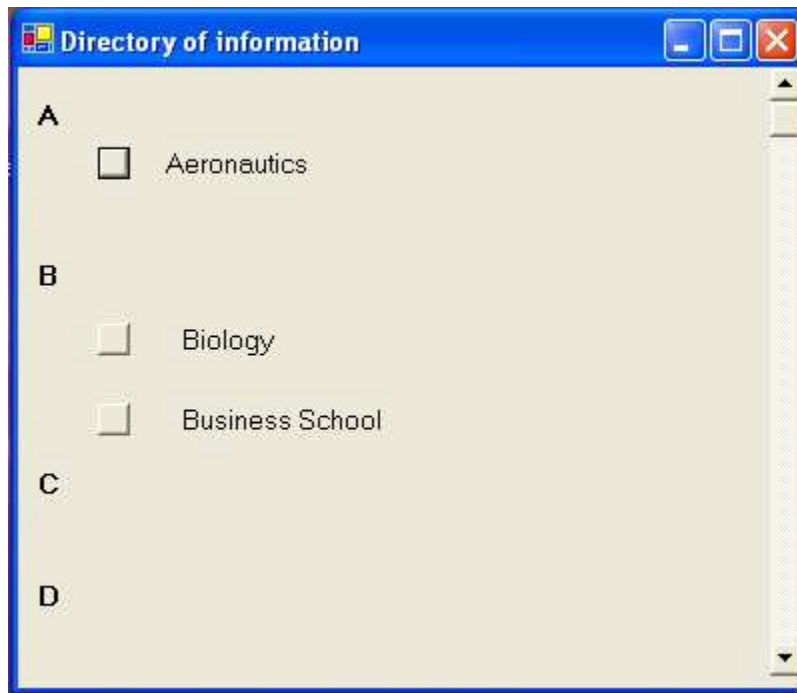 Directory of information
A
Aeronautics
B
Biology
Business School
C
D